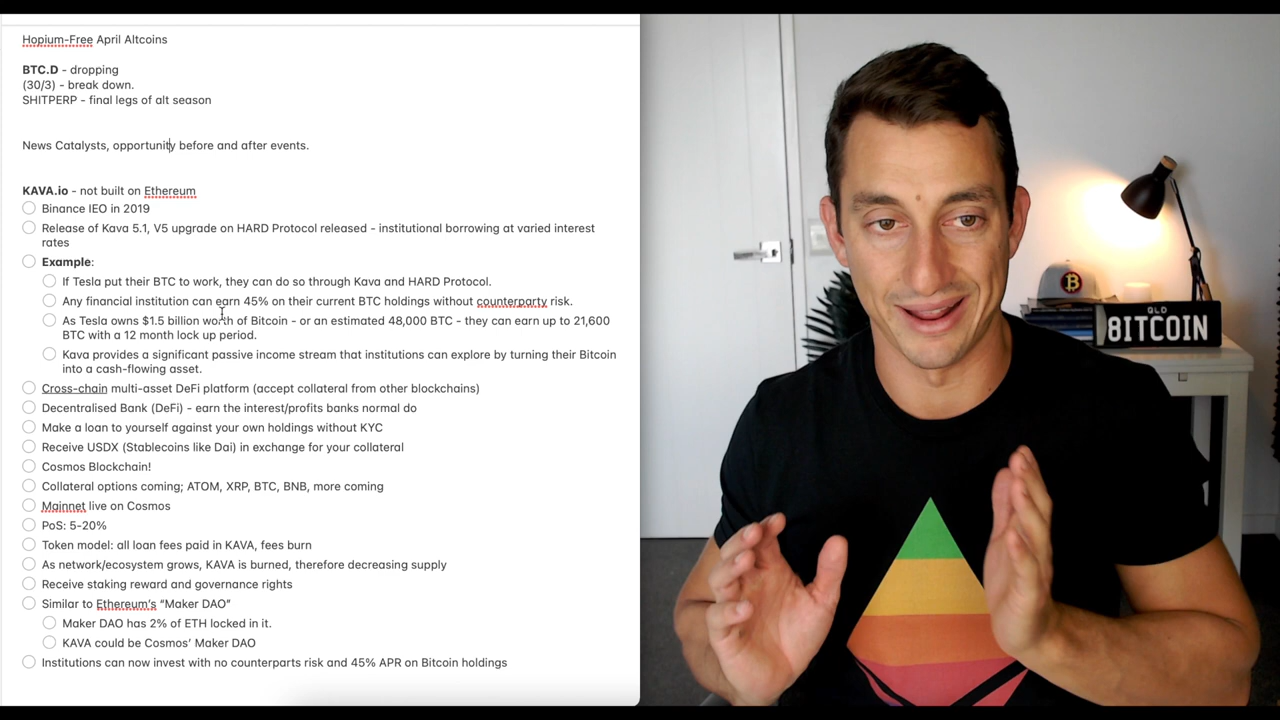 Hopium-Free April Altcoins
BTC.D - dropping
(30/3) - break down.
SHITPERP - final legs of alt season
News Catalysts, opportunity before and after events.
KAVA.io - not built on Ethereum
Binance IEO in 2019
Release of Kava 5.1, V5 upgrade on HARD Protocol released - institutional borrowing at varied interest
rates
Example:
If Tesla put their BTC to work, they can do so through Kava and HARD Protocol.
Any financial institution can earn 45% on their current BTC holdings without counterparty risk.
As Tesla owns $1.5 billion worth of Bitcoin - or an estimated 48,000 BTC - they can earn up to 21,600
BTC with a 12 month lock up period.
Kava provides a significant passive income stream that institutions can explore by turning their Bitcoin
into a cash-flowing asset.
Cross-chain multi-asset DeFi platform (accept collateral from other blockchains)
Decentralised Bank (DeFi) - earn the interest/profits banks normal do
Make a loan to yourself against your own holdings without KYC
Receive USDX (Stablecoins like Dai) in exchange for your collateral
Cosmos Blockchain!
Collateral options coming; ATOM, XRP, BTC, BNB, more coming
Mainnet live on Cosmos
PoS: 5-20%
Token model: all loan fees paid in KAVA, fees burn
As network/ecosystem grows, KAVA is burned, therefore decreasing supply
Receive staking reward and governance rights
Similar to Ethereum's “Maker DAO”
Maker DAO has 2% of ETH locked in it.
KAVA could be Cosmos' Maker DAO
Institutions can now invest with no counterparts risk and 45% APR on Bitcoin holdings
QLD
BITCOIN